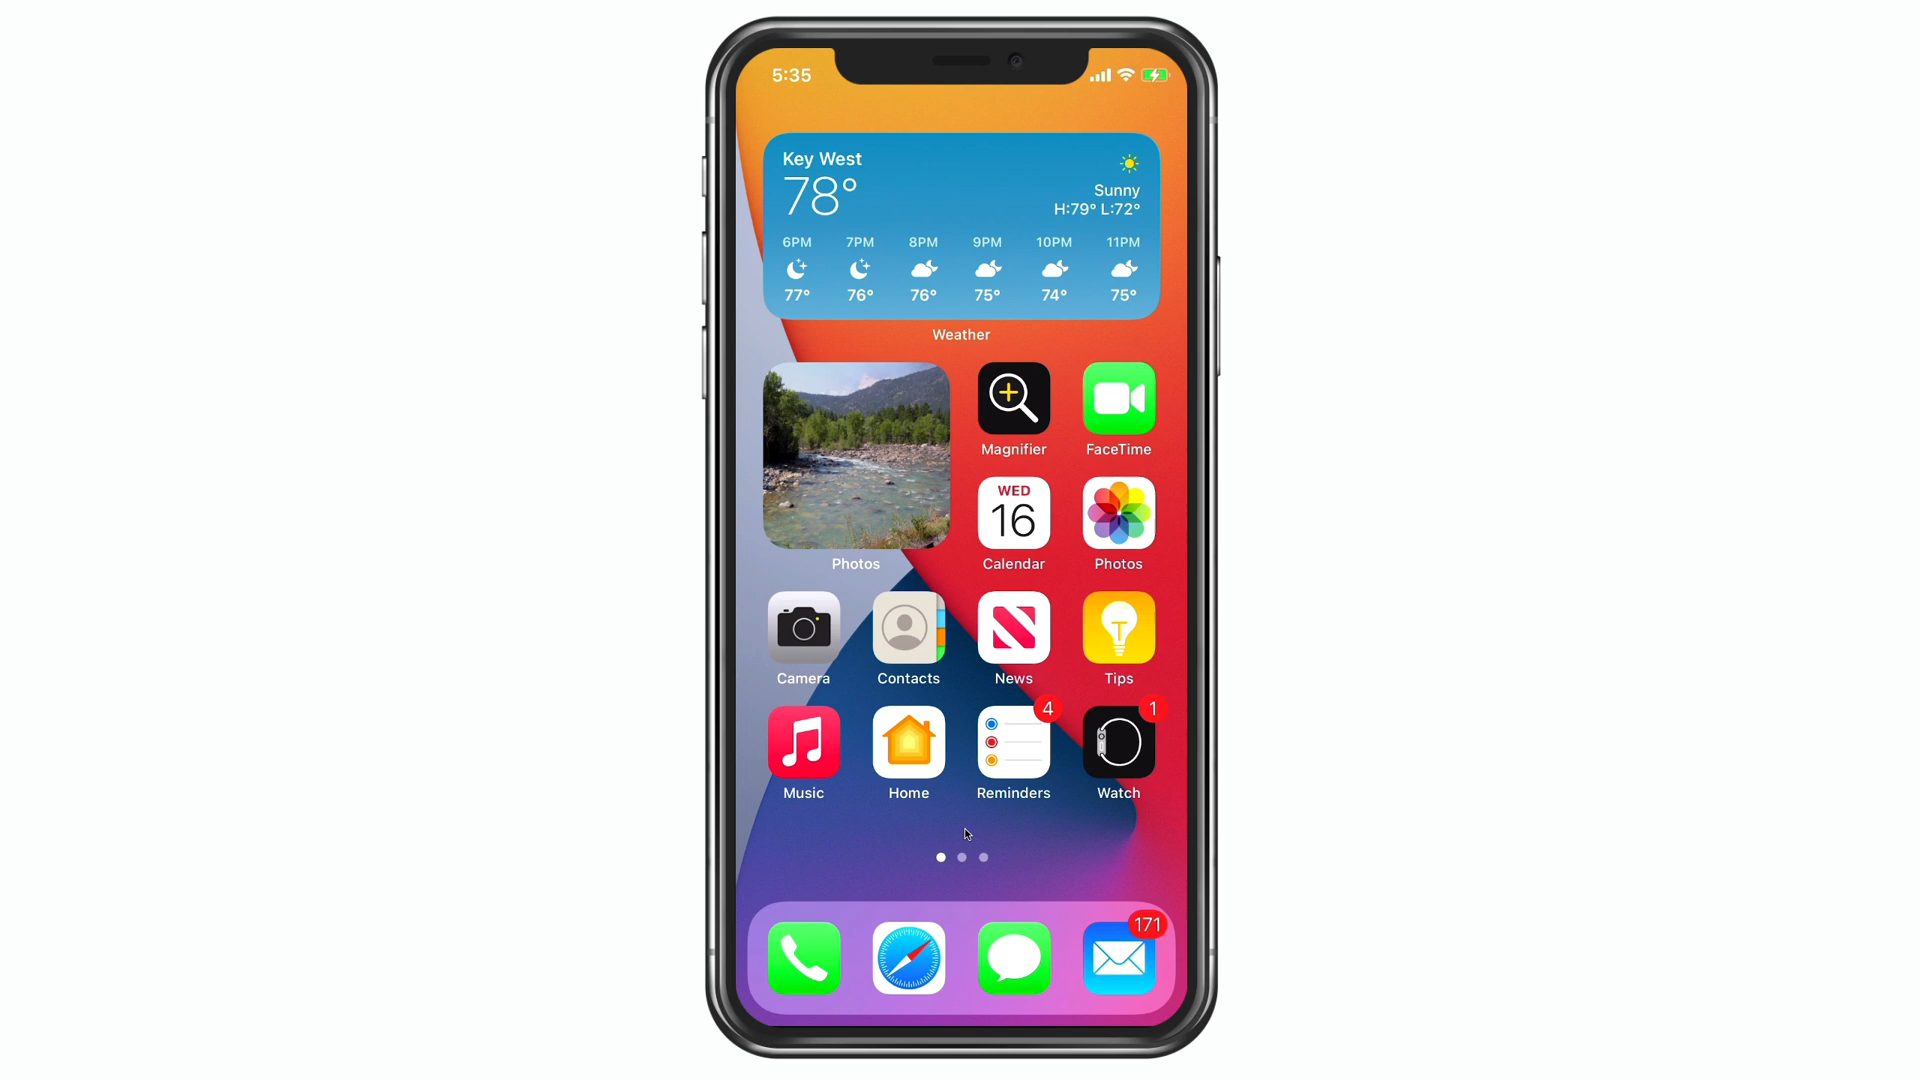 5:35
Key West
78°
Sunny
H:79° L:72°
6PM 7PM 8PM 9PM 10PM 11PM
77° 76° 76° 75° 74° 75°
Weather
Magnifier FaceTime
WED
16
Photos Calendar Photos
T
Camera Contacts News Tips
4 1
Music Home Reminders Watch
171